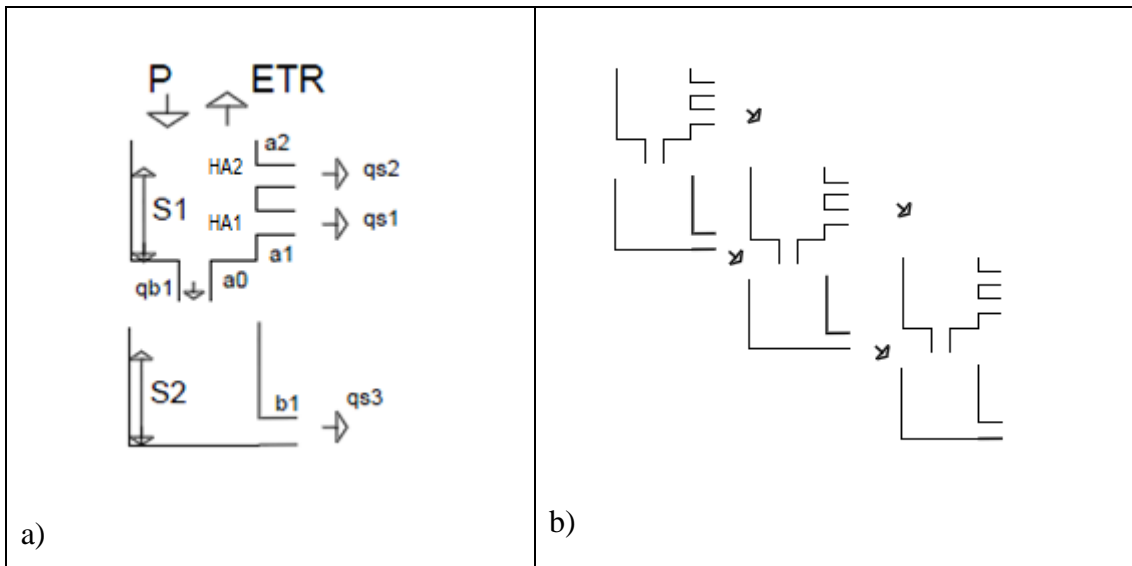 P ETR
a2
HA2 qs2
S1
HA1 qs1
a1
qb1 a0
S2
b1 qs3
a)
b)